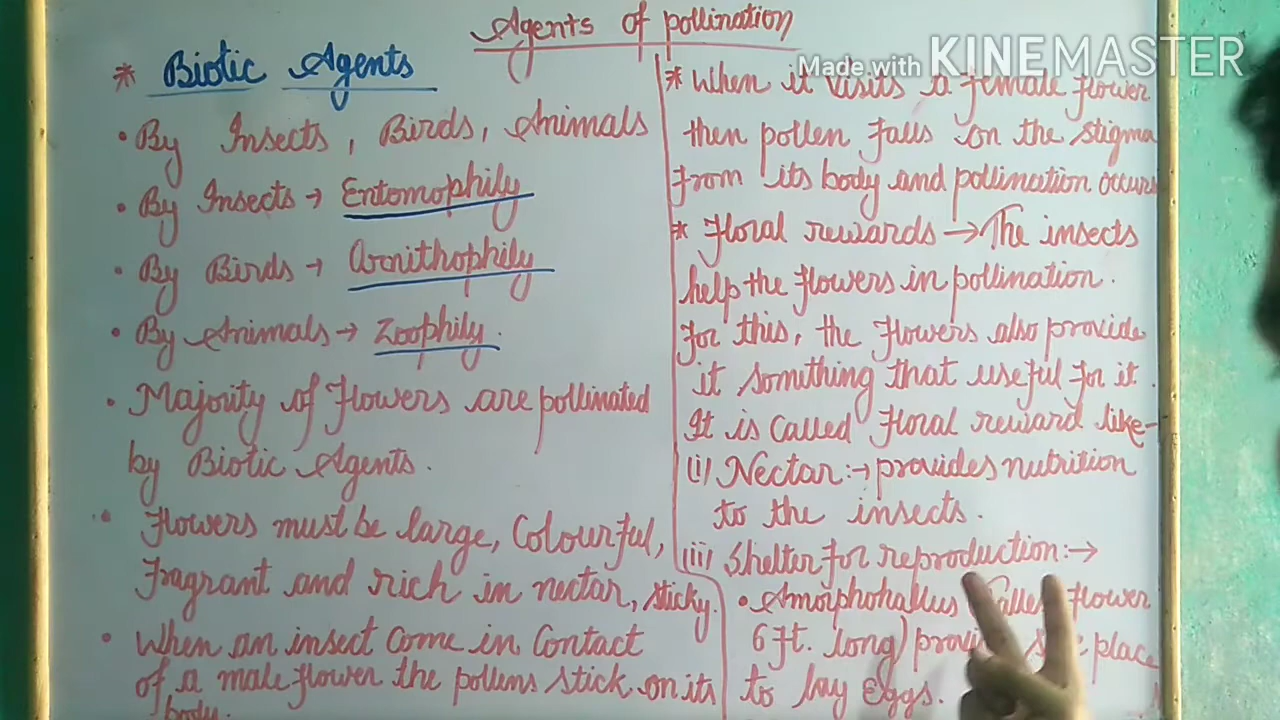 Agents of pollination
Made with KINEMASTER
* Biotic Agents
• By Insects, Birds, Animals
• By Insects → Entomophily
• By Birds → Ornithophily
• By Animals → Zoophily.
• Majority of flowers are pollinated
by Biotic Agents.
• Flowers must be large, Colourful,
fragrant and rich in nectar, sticky.
• When an insect come in Contact
of a male flower the pollens stick on its
body.
* When it visits a female flower
then pollen falls on the stigma
from its body and pollination occurs
* Floral rewards → The insects
help the flowers in pollination.
For this, the flowers also provide
it something that useful for it.
It is called floral reward like-
(i) Nectar:→ provides nutrition
to the insects.
(ii) Shelter for reproduction:→
• Amorphohallus flower
6 ft. long) place
to lay eggs.